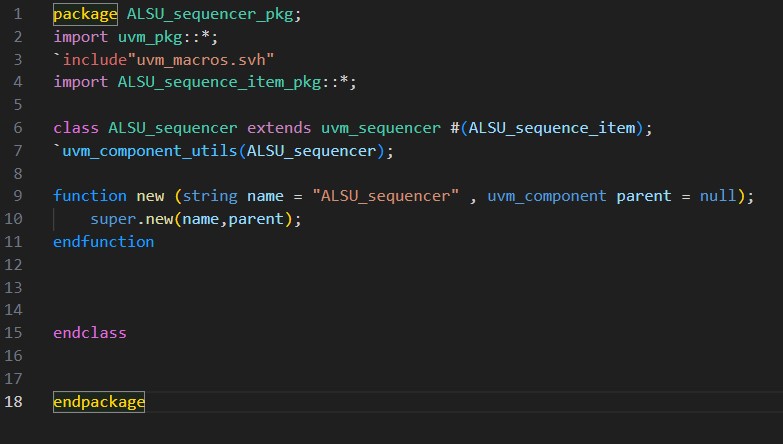 1 package ALSU_sequencer_pkg;
2 import uvm_pkg::*;
3 `include"uvm_macros.svh"
4 import ALSU_sequence_item_pkg::*;
5
6 class ALSU_sequencer extends uvm_sequencer #(ALSU_sequence_item);
7 `uvm_component_utils(ALSU_sequencer);
8
9 function new (string name = "ALSU_sequencer" , uvm_component parent = null);
10     super.new(name,parent);
11 endfunction
12
13
14
15 endclass
16
17
18 endpackage